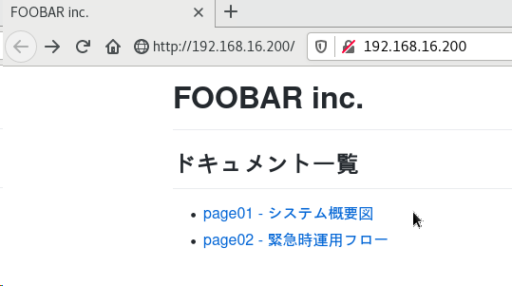 FOOBAR inc.
http://192.168.16.200/
192.168.16.200
FOOBAR inc.
ドキュメント一覧
page01 - システム概要図
page02 - 緊急時運用フロー